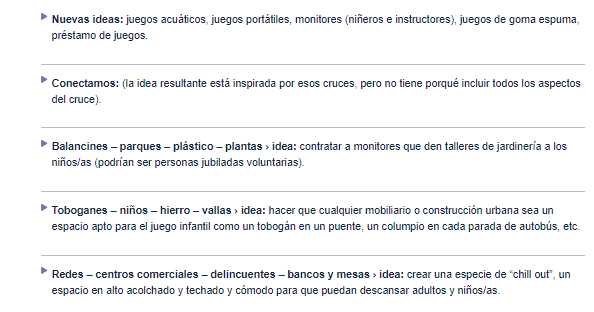 Nuevas ideas: juegos acuáticos, juegos portátiles, monitores (niñeros e instructores), juegos de goma espuma,
préstamo de juegos.
Conectamos: (la idea resultante está inspirada por esos cruces, pero no tiene porqué incluir todos los aspectos
del cruce).
Balancines – parques – plástico – plantas › idea: contratar a monitores que den talleres de jardinería a los
niños/as (podrían ser personas jubiladas voluntarias).
Toboganes – niños – hierro – vallas › idea: hacer que cualquier mobiliario o construcción urbana sea un
espacio apto para el juego infantil como un tobogán en un puente, un columpio en cada parada de autobús, etc.
Redes – centros comerciales – delincuentes – bancos y mesas › idea: crear una especie de “chill out”, un
espacio en alto acolchado y techado y cómodo para que puedan descansar adultos y niños/as.